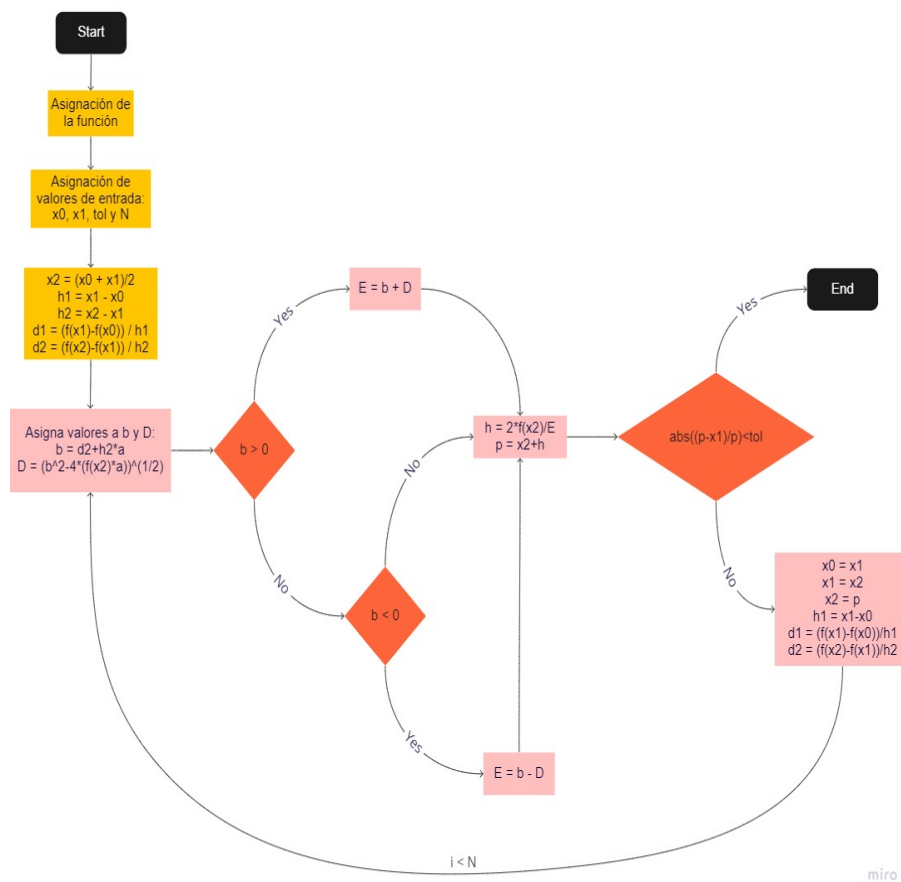 Start
Asignación de
la función
Asignación de
valores de entrada:
x0, x1, tol y N
x2 = (x0 + x1)/2
h1 = x1 - x0
h2 = x2 - x1
d1 = (f(x1)-f(x0)) / h1
d2 = (f(x2)-f(x1)) / h2
Asigna valores a b y D:
b = d2+h2*a
D = (b^2-4*(f(x2)*a))^(1/2)
b > 0
Yes
E = b + D
No
b < 0
No
Yes
E = b - D
h = 2*f(x2)/E
p = x2+h
abs((p-x1)/p)<tol
Yes
End
No
x0 = x1
x1 = x2
x2 = p
h1 = x1-x0
d1 = (f(x1)-f(x0))/h1
d2 = (f(x2)-f(x1))/h2
i < N
miro